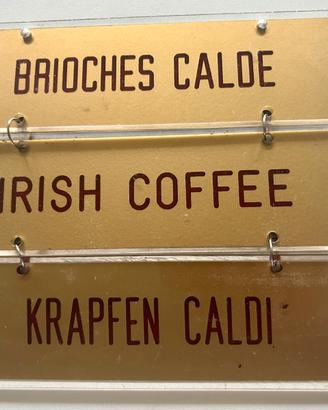 BRIOCHES CALDE
IRISH COFFEE
KRAPFEN CALDI